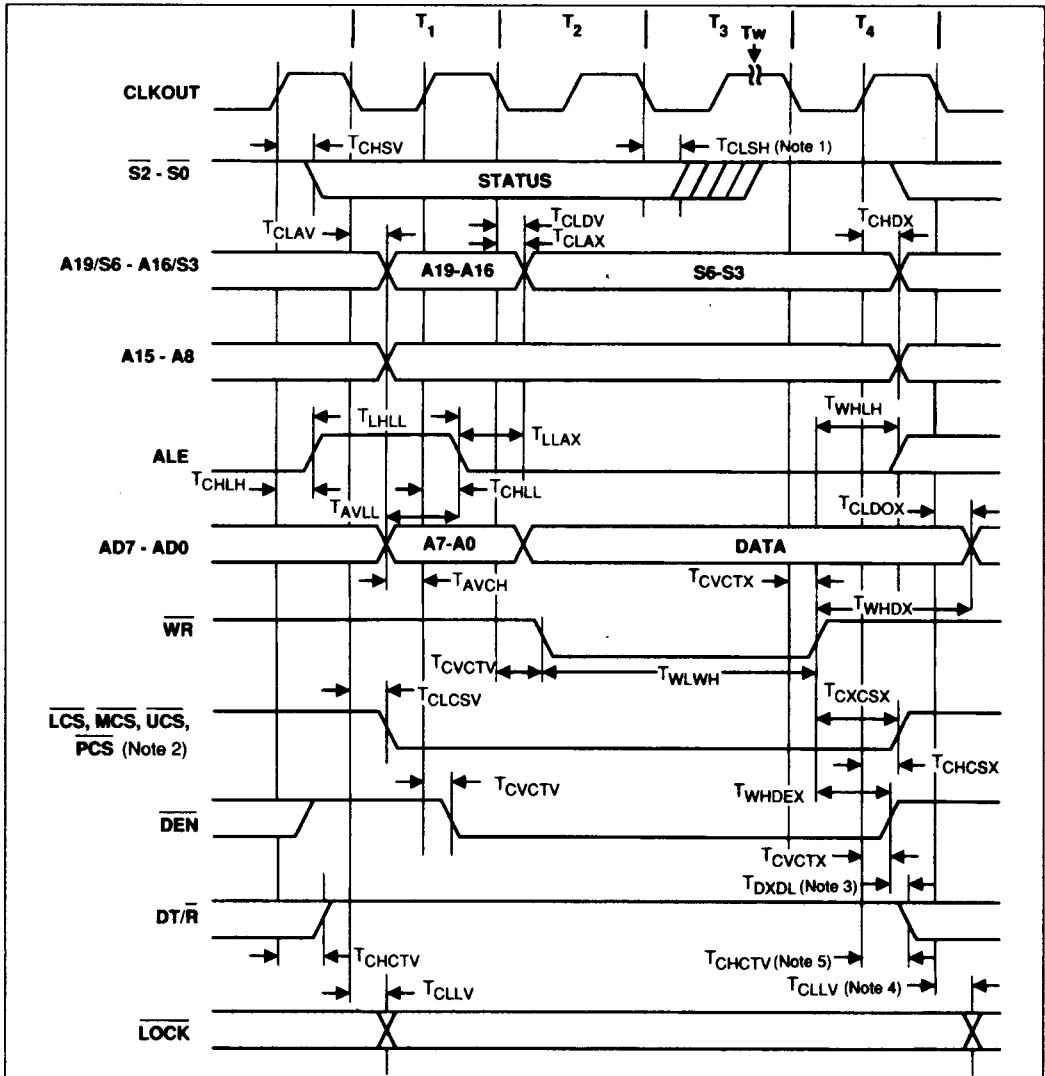 T1 T2 T3 T4
TW
CLKOUT
TCHSV TCLSH (Note 1)
S2 - S0 STATUS
TCLAV TCLDV TCHDX
TCLAX
A19/S6 - A16/S3 A19-A16 S6-S3
A15 - A8
TLHLL TWHLH
TLLAX
ALE
TCHLH TCHLL
TAVLL TCLDOX
AD7 - AD0 A7-A0 DATA
TAVCH TCVCTX
TWHDX
WR
TCVCTV TWLWH
TCLCSV TCXCSX
LCS, MCS, UCS,
PCS (Note 2)
TCHCSX
TCVCTV TWHDEX
DEN
TCVCTX
TDXDL (Note 3)
DT/R
TCHCTV TCHCTV (Note 5)
TCLLV TCLLV (Note 4)
LOCK